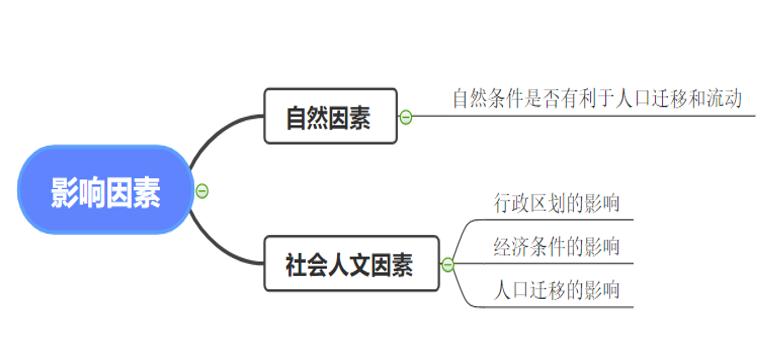 影响因素
自然因素
自然条件是否有利于人口迁移和流动
社会人文因素
行政区划的影响
经济条件的影响
人口迁移的影响